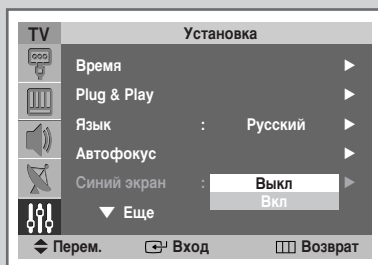 TV Установка
Время
Plug & Play
Язык : Русский
Автофокус
Синий экран : Выкл
Вкл
Еще
Перем. Вход Возврат